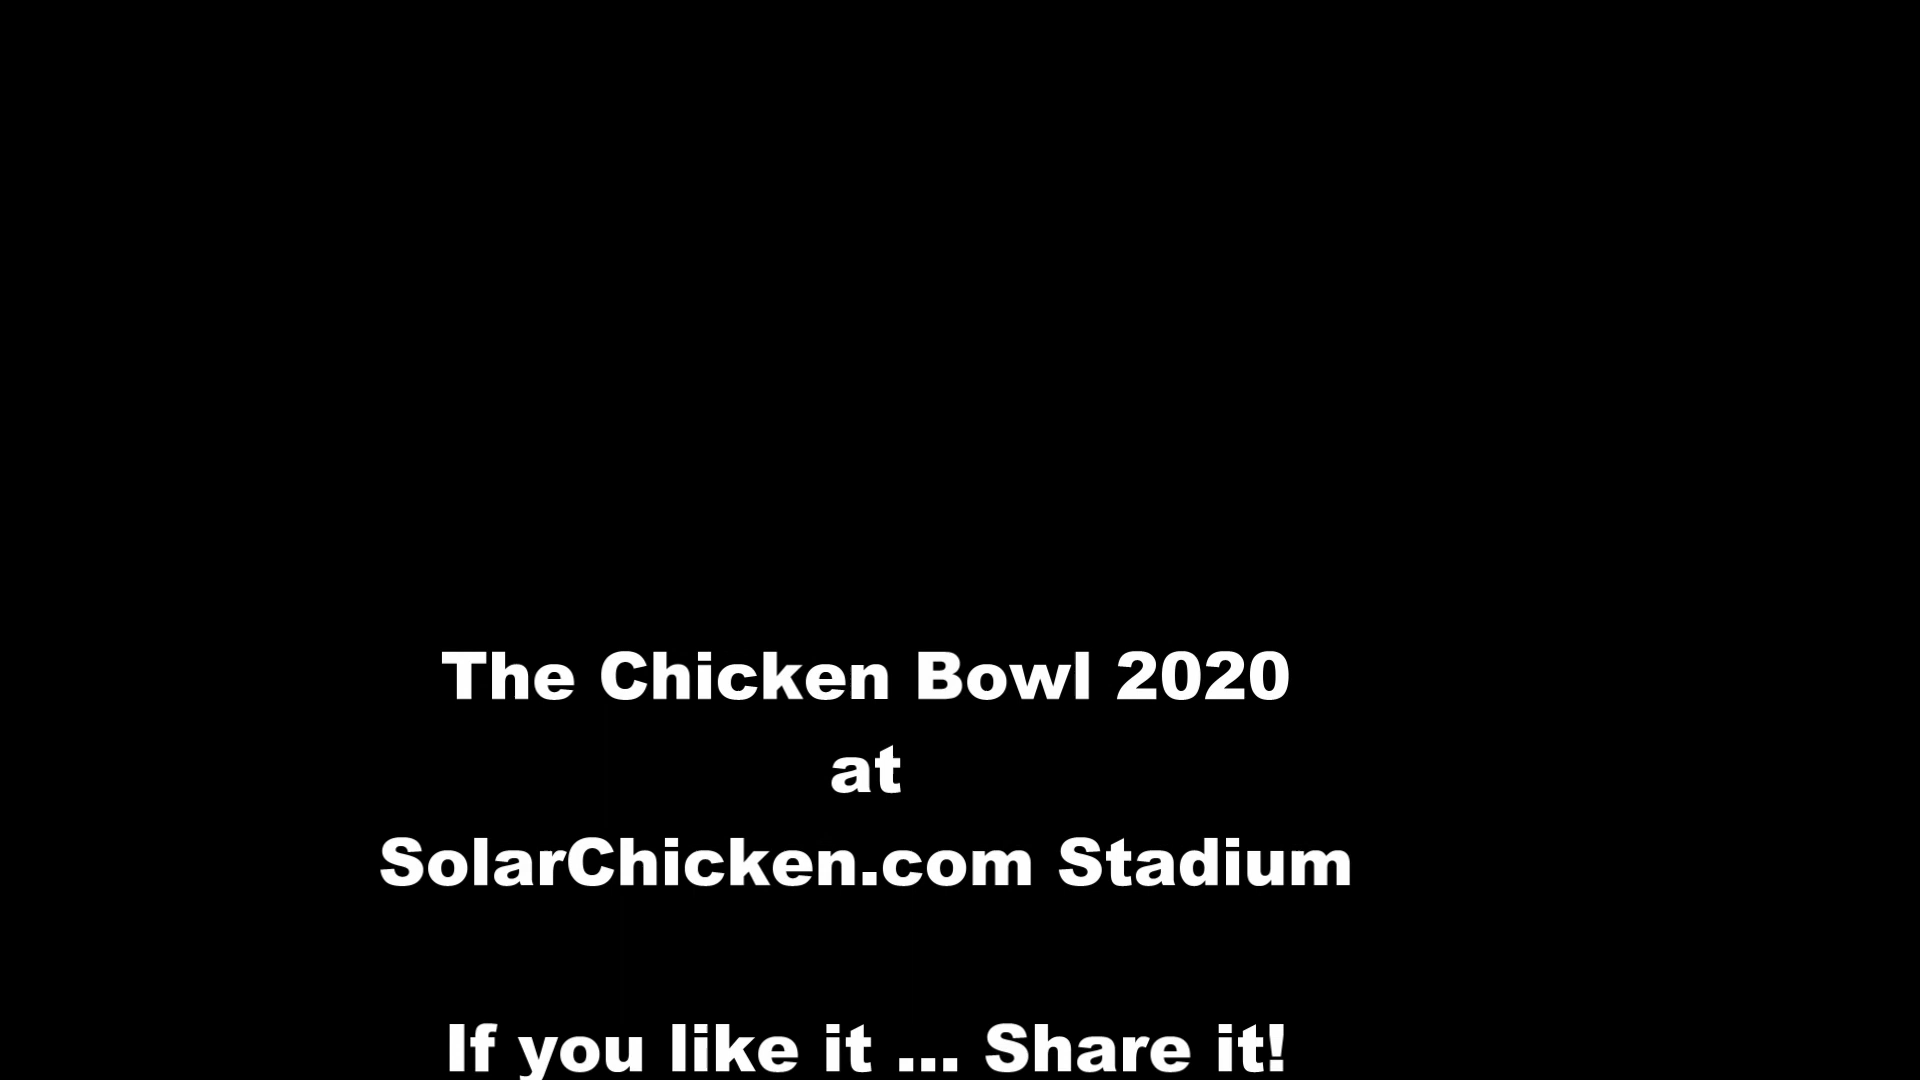 The Chicken Bowl 2020
at
SolarChicken.com Stadium
If you like it ... Share it!